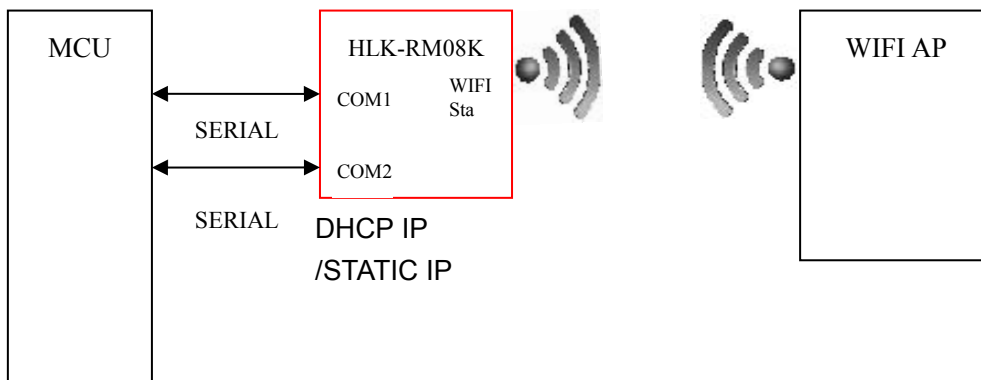 MCU
HLK-RM08K
WIFI AP
WIFI
Sta
COM1
SERIAL
COM2
SERIAL
DHCP IP
/STATIC IP